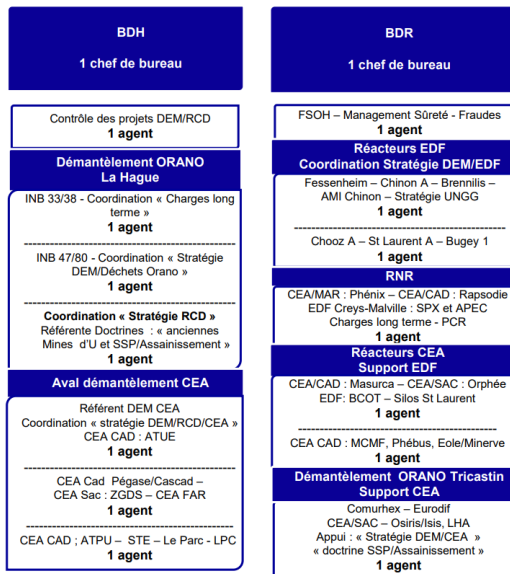 BDH
1 chef de bureau
Contrôle des projets DEM/RCD
1 agent
Démantèlement ORANO
La Hague
INB 33/38 - Coordination « Charges long
terme »
1 agent
INB 47/80 - Coordination « Stratégie
DEM/Déchets Orano »
1 agent
Coordination « Stratégie RCD »
Référente Doctrines : « anciennes
Mines d'U et SSP/Assainissement »
1 agent
Aval démantèlement CEA
Référent DEM CEA
Coordination « stratégie DEM/RCD/CEA »
CEA CAD : ATUE
1 agent
CEA Cad Pégase/Cascad –
CEA Sac : ZGDS – CEA FAR
1 agent
CEA CAD ; ATPU – STE – Le Parc - LPC
1 agent
BDR
1 chef de bureau
FSOH – Management Sûreté - Fraudes
1 agent
Réacteurs EDF
Coordination Stratégie DEM/EDF
Fessenheim – Chinon A – Brennilis –
AMI Chinon – Stratégie UNGG
1 agent
Chooz A – St Laurent A – Bugey 1
1 agent
RNR
CEA/MAR : Phénix – CEA/CAD : Rapsodie
EDF Creys-Malville : SPX et APEC
Charges long terme - PCR
1 agent
Réacteurs CEA
Support EDF
CEA/CAD : Masurca – CEA/SAC : Orphée
EDF: BCOT – Silos St Laurent
1 agent
CEA CAD : MCMF, Phébus, Eole/Minerve
1 agent
Démantèlement ORANO Tricastin
Support CEA
Comurhex – Eurodif
CEA/SAC – Osiris/Isis, LHA
Appui : « Stratégie DEM/CEA »
« doctrine SSP/Assainissement »
1 agent